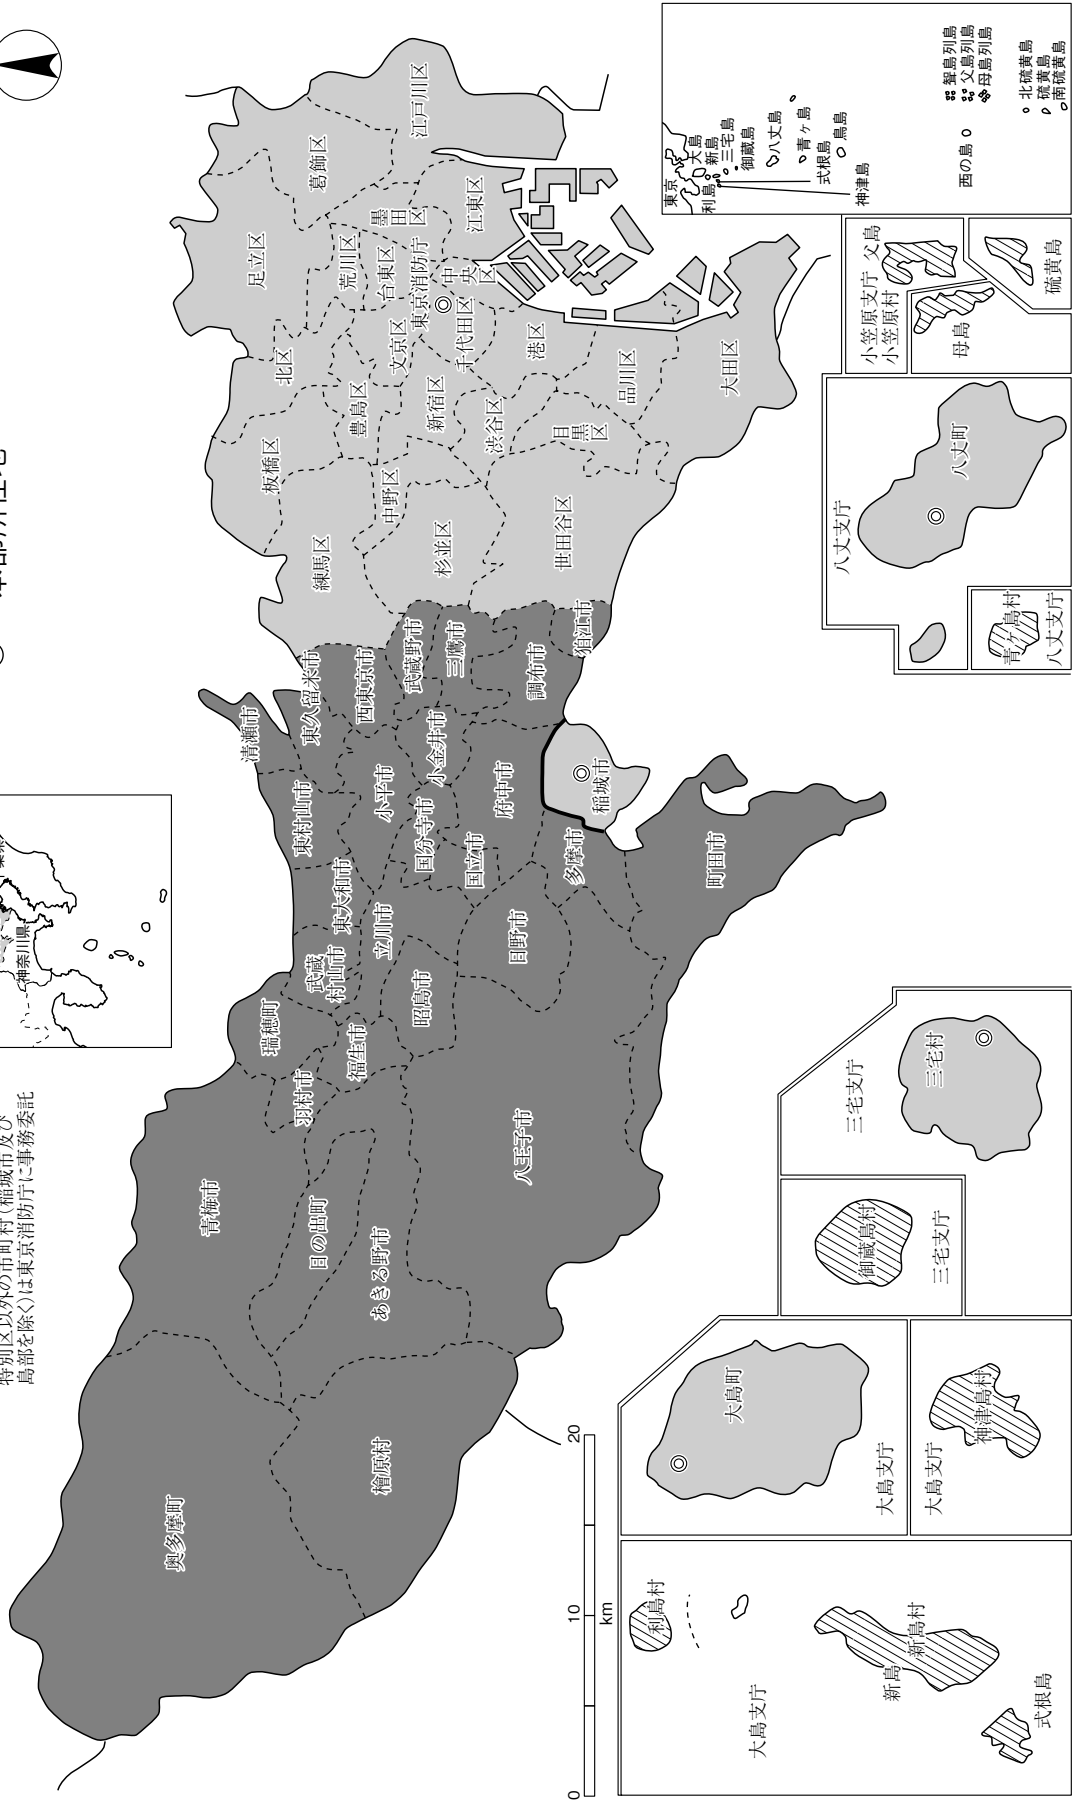 特別区以外の市町村(稲城市及び
島部を除く)は東京消防庁に事務委託
神奈川県
奥多摩町
檜原村
青梅市
日の出町
あきる野市
八王子市
羽村市
瑞穂町
福生市
武蔵
村山市
昭島市
立川市
東大和市
東村山市
清瀬市
東久留米市
西東京市
小平市
国分寺市
国立市
小金井市
府中市
日野市
多摩市
町田市
稲城市
武蔵野市
三鷹市
調布市
狛江市
練馬区
板橋区
北区
足立区
葛飾区
江戸川区
豊島区
荒川区
墨
田
区
台東区
文京区
東京消防庁
中
央
区
千代田区
江東区
中野区
新宿区
杉並区
渋谷区
港区
目
黒
区
品川区
世田谷区
大田区
0
10
20
km
利島村
大島支庁
新島
新島村
式根島
大島町
大島支庁
神津島村
大島支庁
御蔵島村
三宅支庁
三宅村
三宅支庁
八丈町
八丈支庁
青ヶ島村
八丈支庁
小笠原支庁
小笠原村
父島
母島
硫黄島
東京
大島
利島
新島
三宅島
御蔵島
八丈島
青ヶ島
式根島
鳥島
神津島
聟島列島
父島列島
母島列島
西の島
北硫黄島
硫黄島
南硫黄島